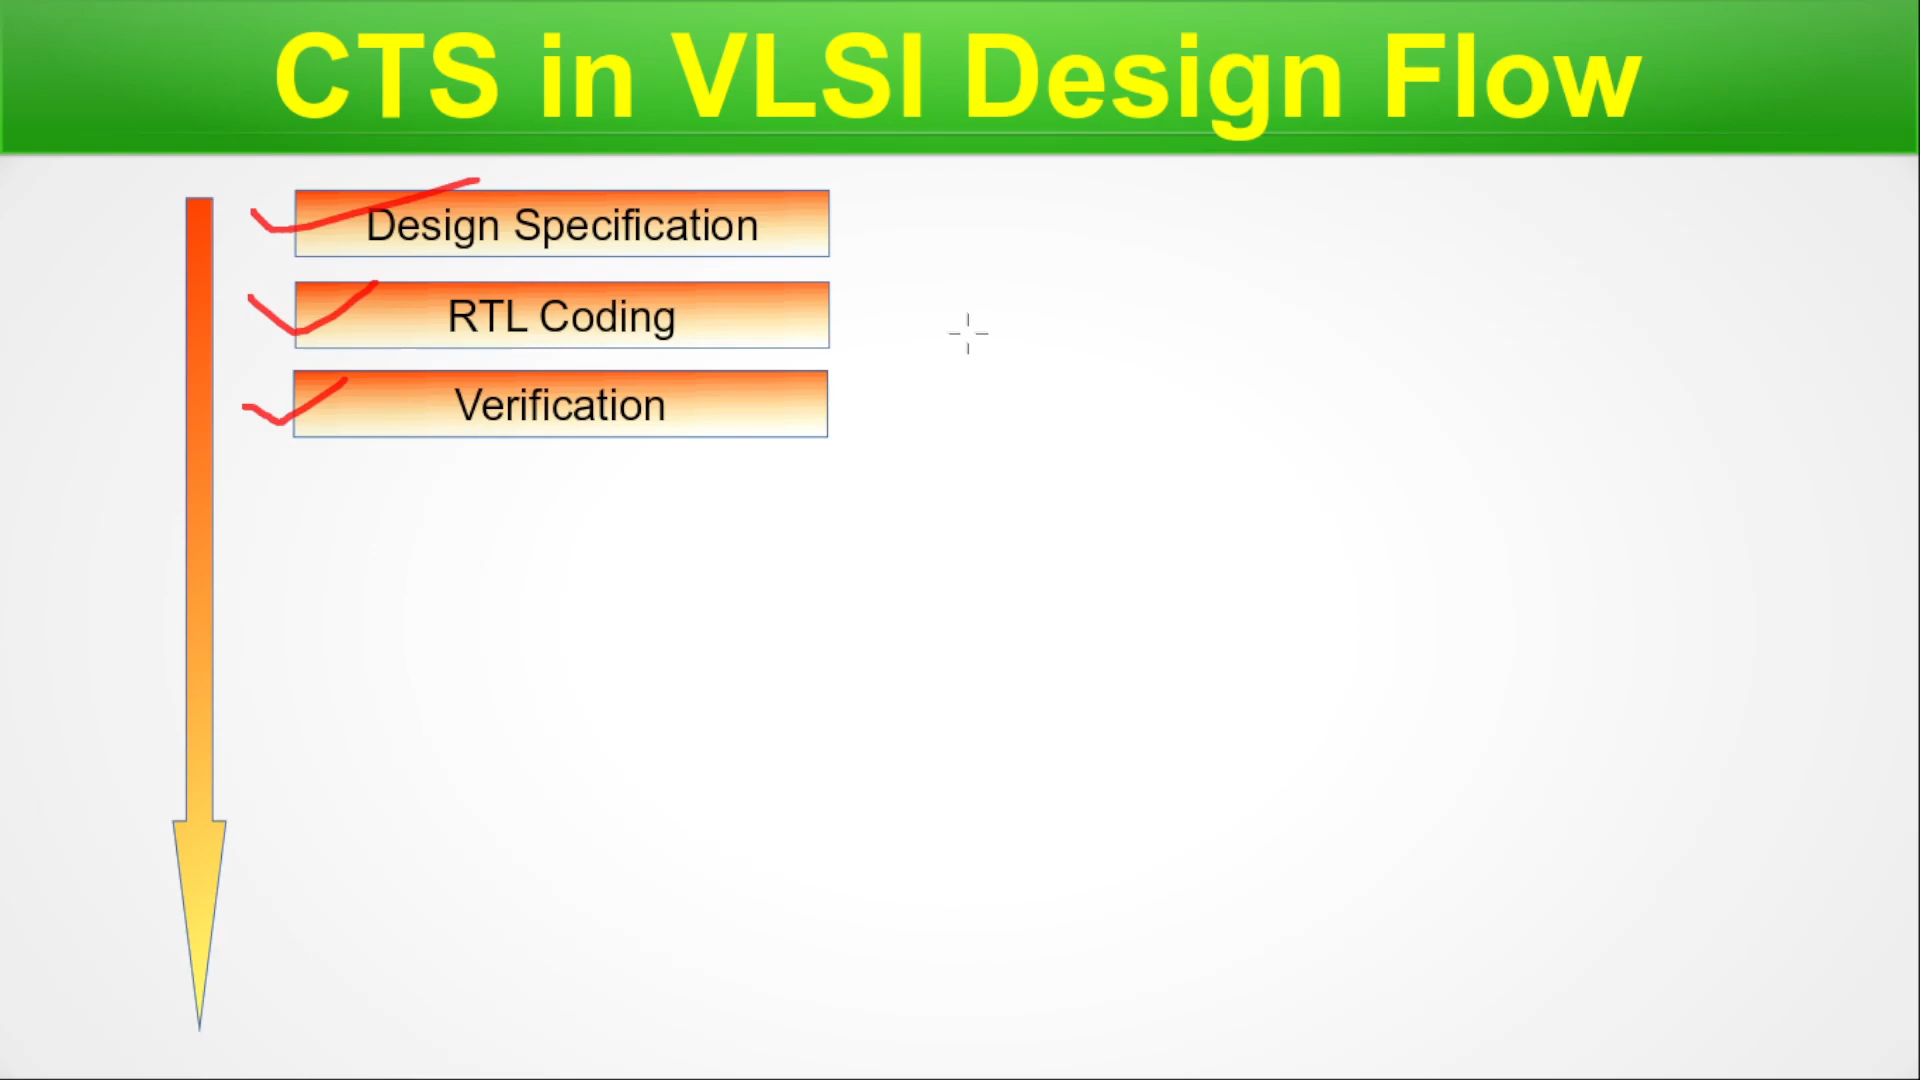 CTS in VLSI Design Flow
Design Specification
RTL Coding
Verification